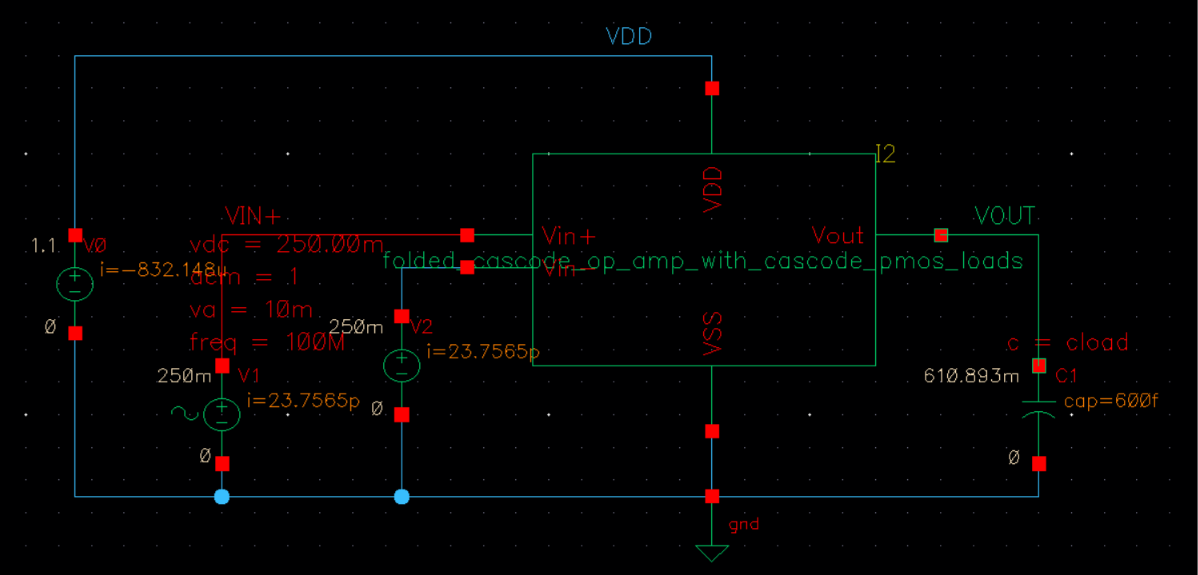 VDD
I2
VDD
VIN+
VOUT
1.1
V0
vdc = 250.00m
Vin+
Vout
i=-832.148u
folded_cascode_op_amp_with_cascode_pmos_loads
acm = 1
Vin-
va = 10m
0
250m
V2
VSS
freq = 100M
i=23.7565p
c = cload
250m
V1
610.893m
C1
i=23.7565p
0
cap=600f
0
0
gnd